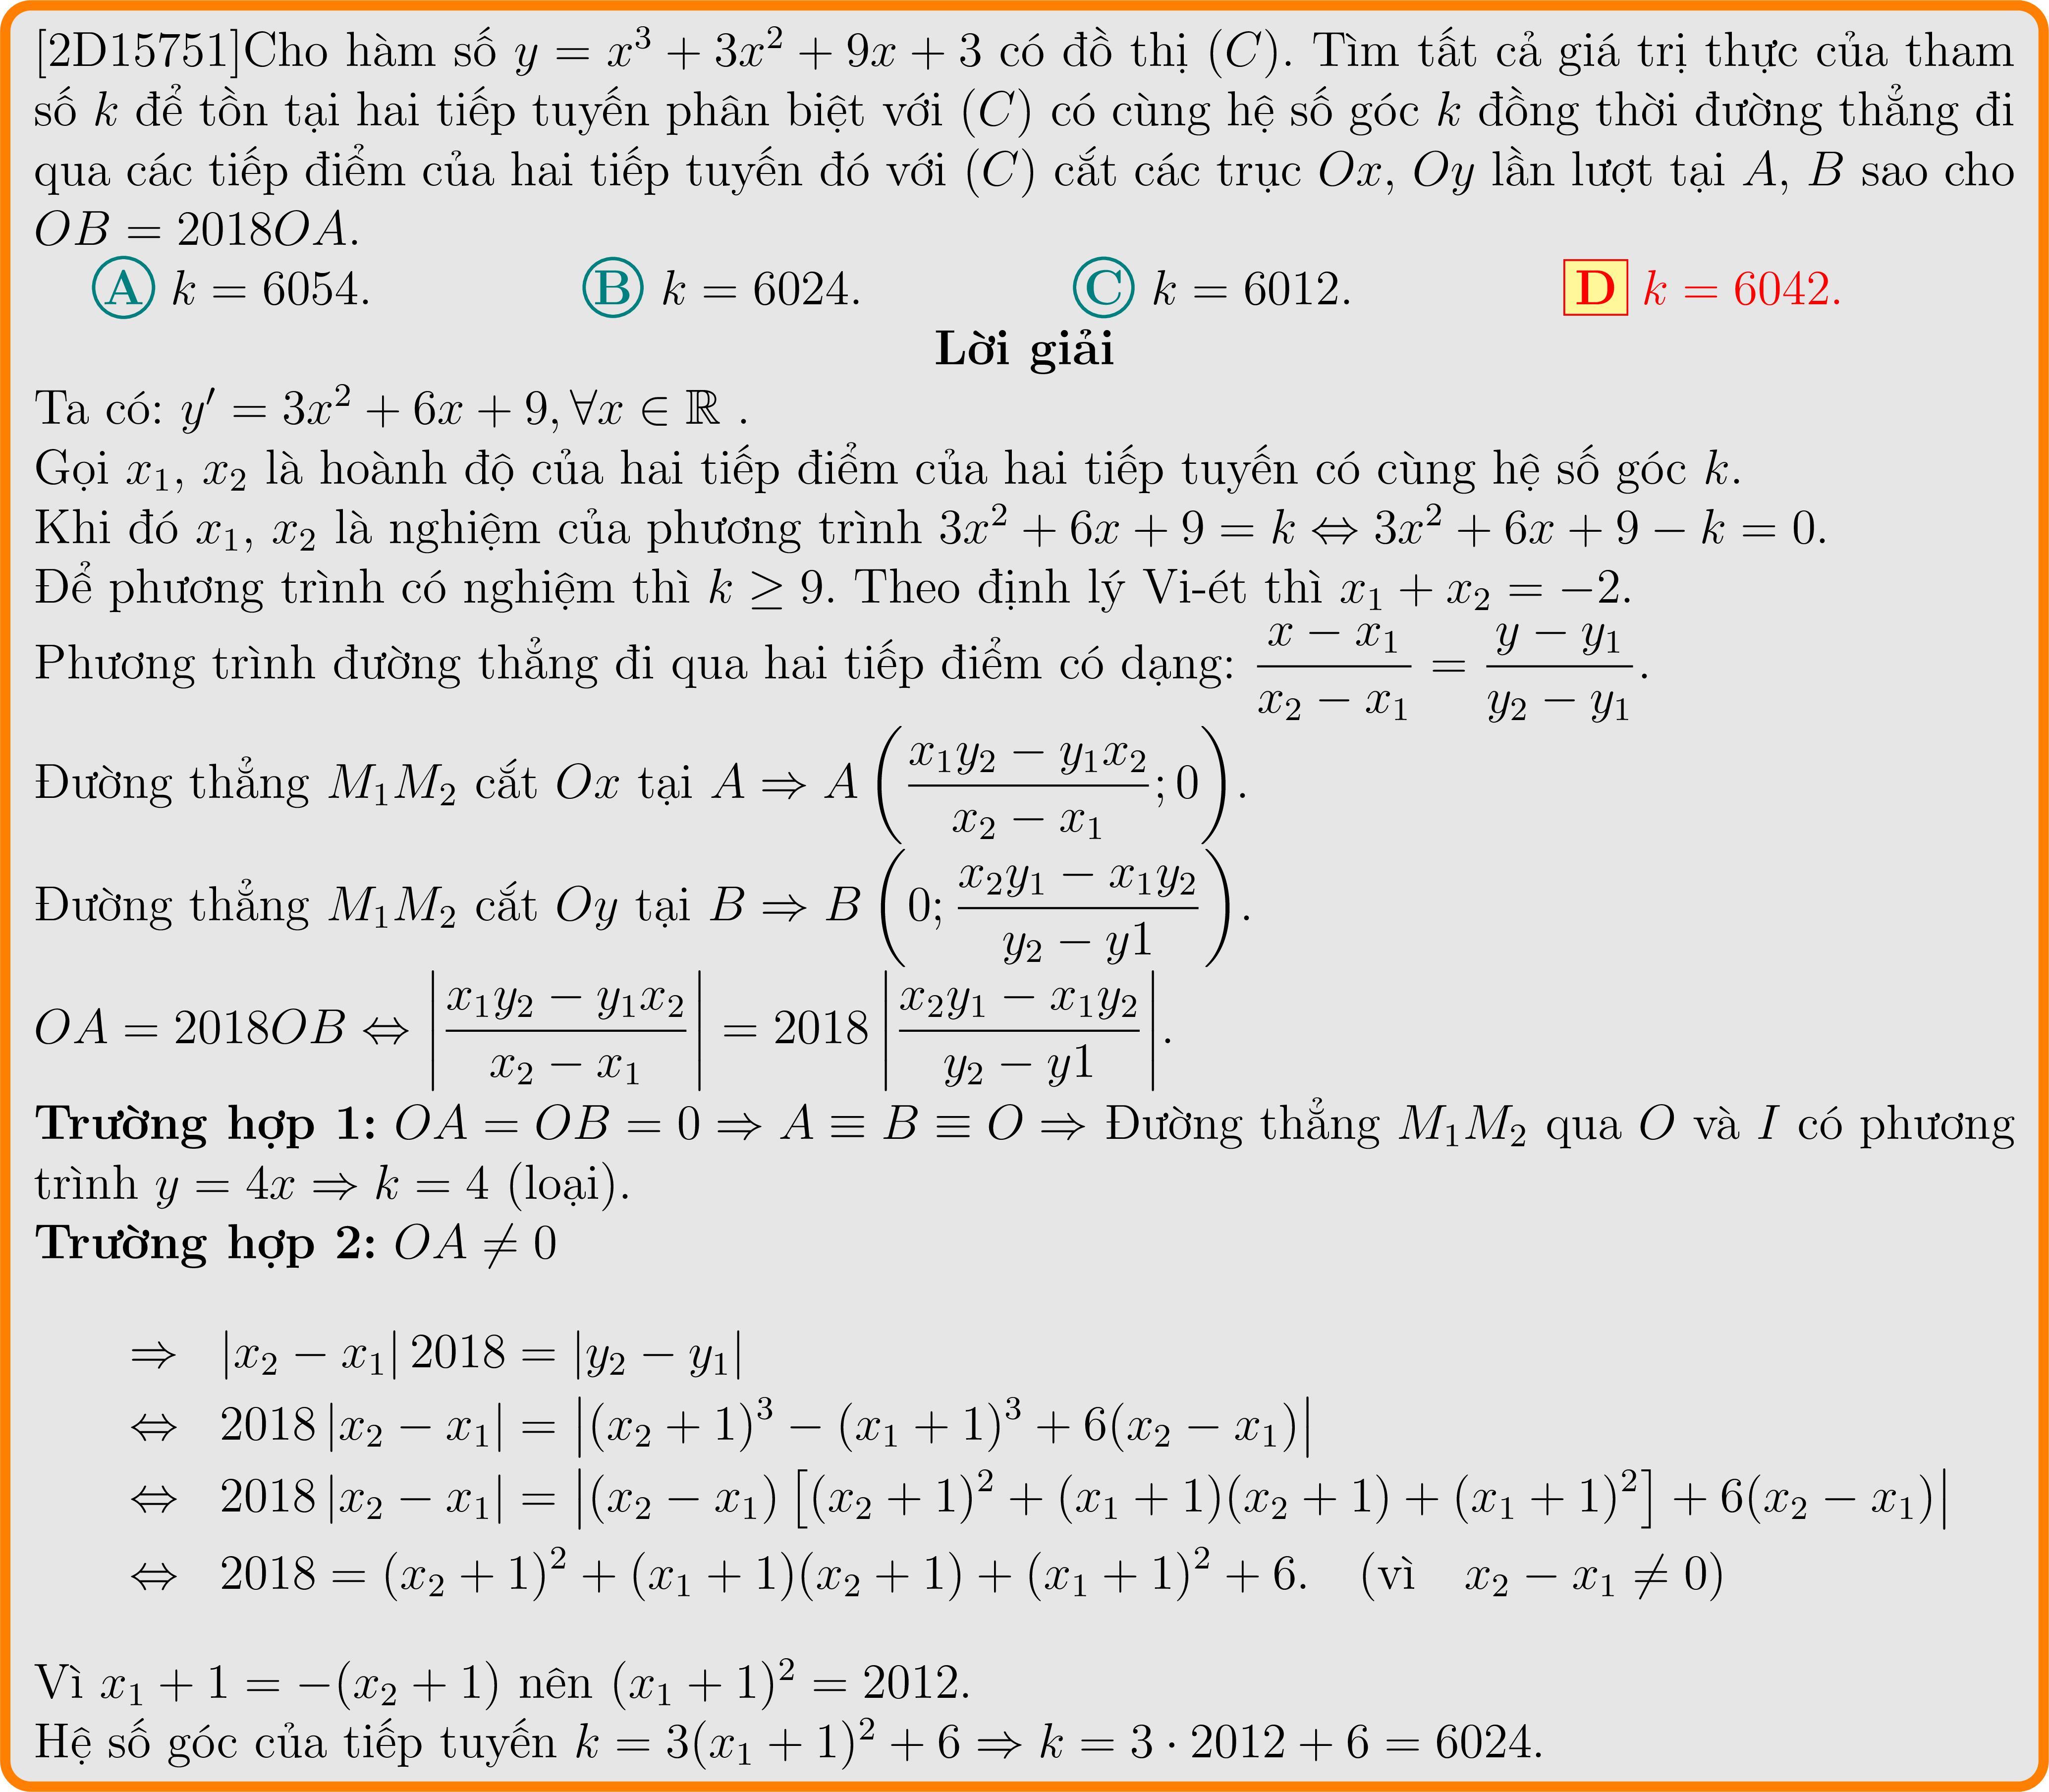 [2D15751]Cho hàm số $y = x^3 + 3x^2 + 9x + 3$ có đồ thị $(C)$. Tìm tất cả giá trị thực của tham
số $k$ để tồn tại hai tiếp tuyến phân biệt với $(C)$ có cùng hệ số góc $k$ đồng thời đường thẳng đi
qua các tiếp điểm của hai tiếp tuyến đó với $(C)$ cắt các trục $Ox$, $Oy$ lần lượt tại $A$, $B$ sao cho
$OB = 2018OA$.
A $k = 6054$. B $k = 6024$. C $k = 6012$. D $k = 6042$.
Lời giải
Ta có: $y' = 3x^2 + 6x + 9, \forall x \in \mathbb{R}$ .
Gọi $x_1$, $x_2$ là hoành độ của hai tiếp điểm của hai tiếp tuyến có cùng hệ số góc $k$.
Khi đó $x_1$, $x_2$ là nghiệm của phương trình $3x^2 + 6x + 9 = k \Leftrightarrow 3x^2 + 6x + 9 - k = 0$.
Để phương trình có nghiệm thì $k \geq 9$. Theo định lý Vi-ét thì $x_1 + x_2 = -2$.
Phương trình đường thẳng đi qua hai tiếp điểm có dạng: $\dfrac{x - x_1}{x_2 - x_1} = \dfrac{y - y_1}{y_2 - y_1}$.
Đường thẳng $M_1M_2$ cắt $Ox$ tại $A \Rightarrow A\left(\dfrac{x_1y_2 - y_1x_2}{x_2 - x_1}; 0\right)$.
Đường thẳng $M_1M_2$ cắt $Oy$ tại $B \Rightarrow B\left(0; \dfrac{x_2y_1 - x_1y_2}{y_2 - y1}\right)$.
$OA = 2018OB \Leftrightarrow \left|\dfrac{x_1y_2 - y_1x_2}{x_2 - x_1}\right| = 2018\left|\dfrac{x_2y_1 - x_1y_2}{y_2 - y1}\right|$.
Trường hợp 1: $OA = OB = 0 \Rightarrow A \equiv B \equiv O \Rightarrow$ Đường thẳng $M_1M_2$ qua $O$ và $I$ có phương
trình $y = 4x \Rightarrow k = 4$ (loại).
Trường hợp 2: $OA \neq 0$
$\Rightarrow |x_2 - x_1|\,2018 = |y_2 - y_1|$
$\Leftrightarrow 2018\,|x_2 - x_1| = \left|(x_2 + 1)^3 - (x_1 + 1)^3 + 6(x_2 - x_1)\right|$
$\Leftrightarrow 2018\,|x_2 - x_1| = \left|(x_2 - x_1)\left[(x_2 + 1)^2 + (x_1 + 1)(x_2 + 1) + (x_1 + 1)^2\right] + 6(x_2 - x_1)\right|$
$\Leftrightarrow 2018 = (x_2 + 1)^2 + (x_1 + 1)(x_2 + 1) + (x_1 + 1)^2 + 6.$ (vì $x_2 - x_1 \neq 0$)
Vì $x_1 + 1 = -(x_2 + 1)$ nên $(x_1 + 1)^2 = 2012$.
Hệ số góc của tiếp tuyến $k = 3(x_1 + 1)^2 + 6 \Rightarrow k = 3 \cdot 2012 + 6 = 6024$.